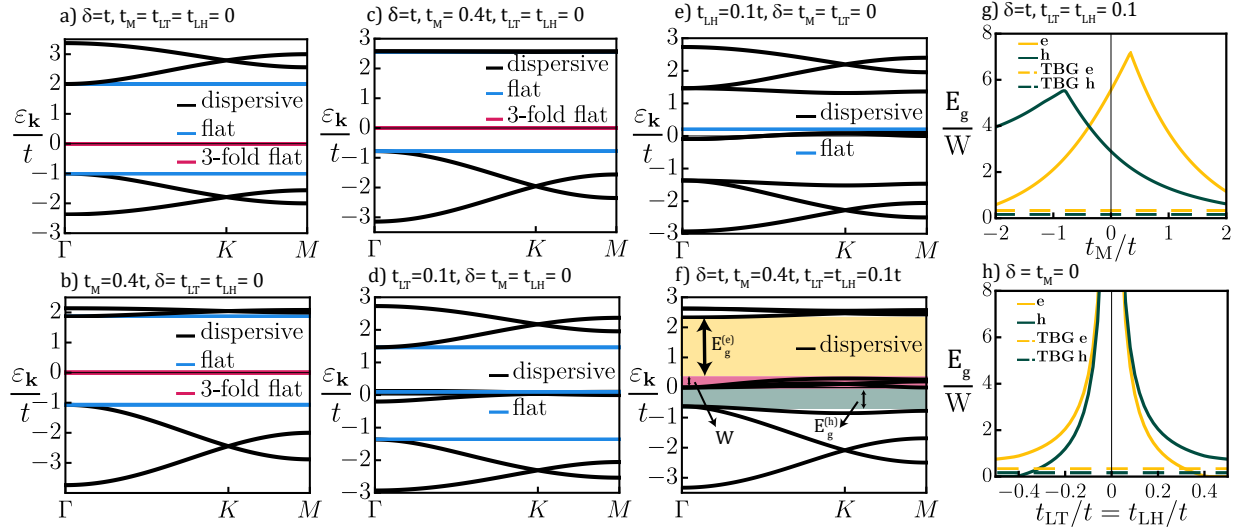 a) δ=t, t_M= t_LT= t_LH= 0
3
2
1
0
−1
−2
−3
ε_k/t
dispersive
flat
3-fold flat
Γ K M
c) δ=t, t_M= 0.4t, t_LT= t_LH= 0
3
2
1
0
−1
−2
−3
ε_k/t
dispersive
flat
3-fold flat
Γ K M
e) t_LH=0.1t, δ= t_M= t_LT= 0
3
2
1
0
−1
−2
−3
ε_k/t
dispersive
flat
Γ K M
g) δ=t, t_LT= t_LH= 0.1
8
6
4
2
0
E_g/W
e
h
TBG e
TBG h
−2 −1 0 1 2
t_M/t
b) t_M=0.4t, δ= t_LT= t_LH= 0
2
1
0
−1
−2
−3
ε_k/t
dispersive
flat
3-fold flat
Γ K M
d) t_LT=0.1t, δ= t_M= t_LH= 0
3
2
1
0
−1
−2
−3
ε_k/t
dispersive
flat
Γ K M
f) δ=t, t_M=0.4t, t_LT=t_LH=0.1t
3
2
1
0
−1
−2
−3
ε_k/t
E_g^(e)
dispersive
W
E_g^(h)
Γ K M
h) δ = t_M= 0
8
6
4
2
0
E_g/W
e
h
TBG e
TBG h
−0.4 −0.2 0 0.2 0.4
t_LT/t = t_LH/t